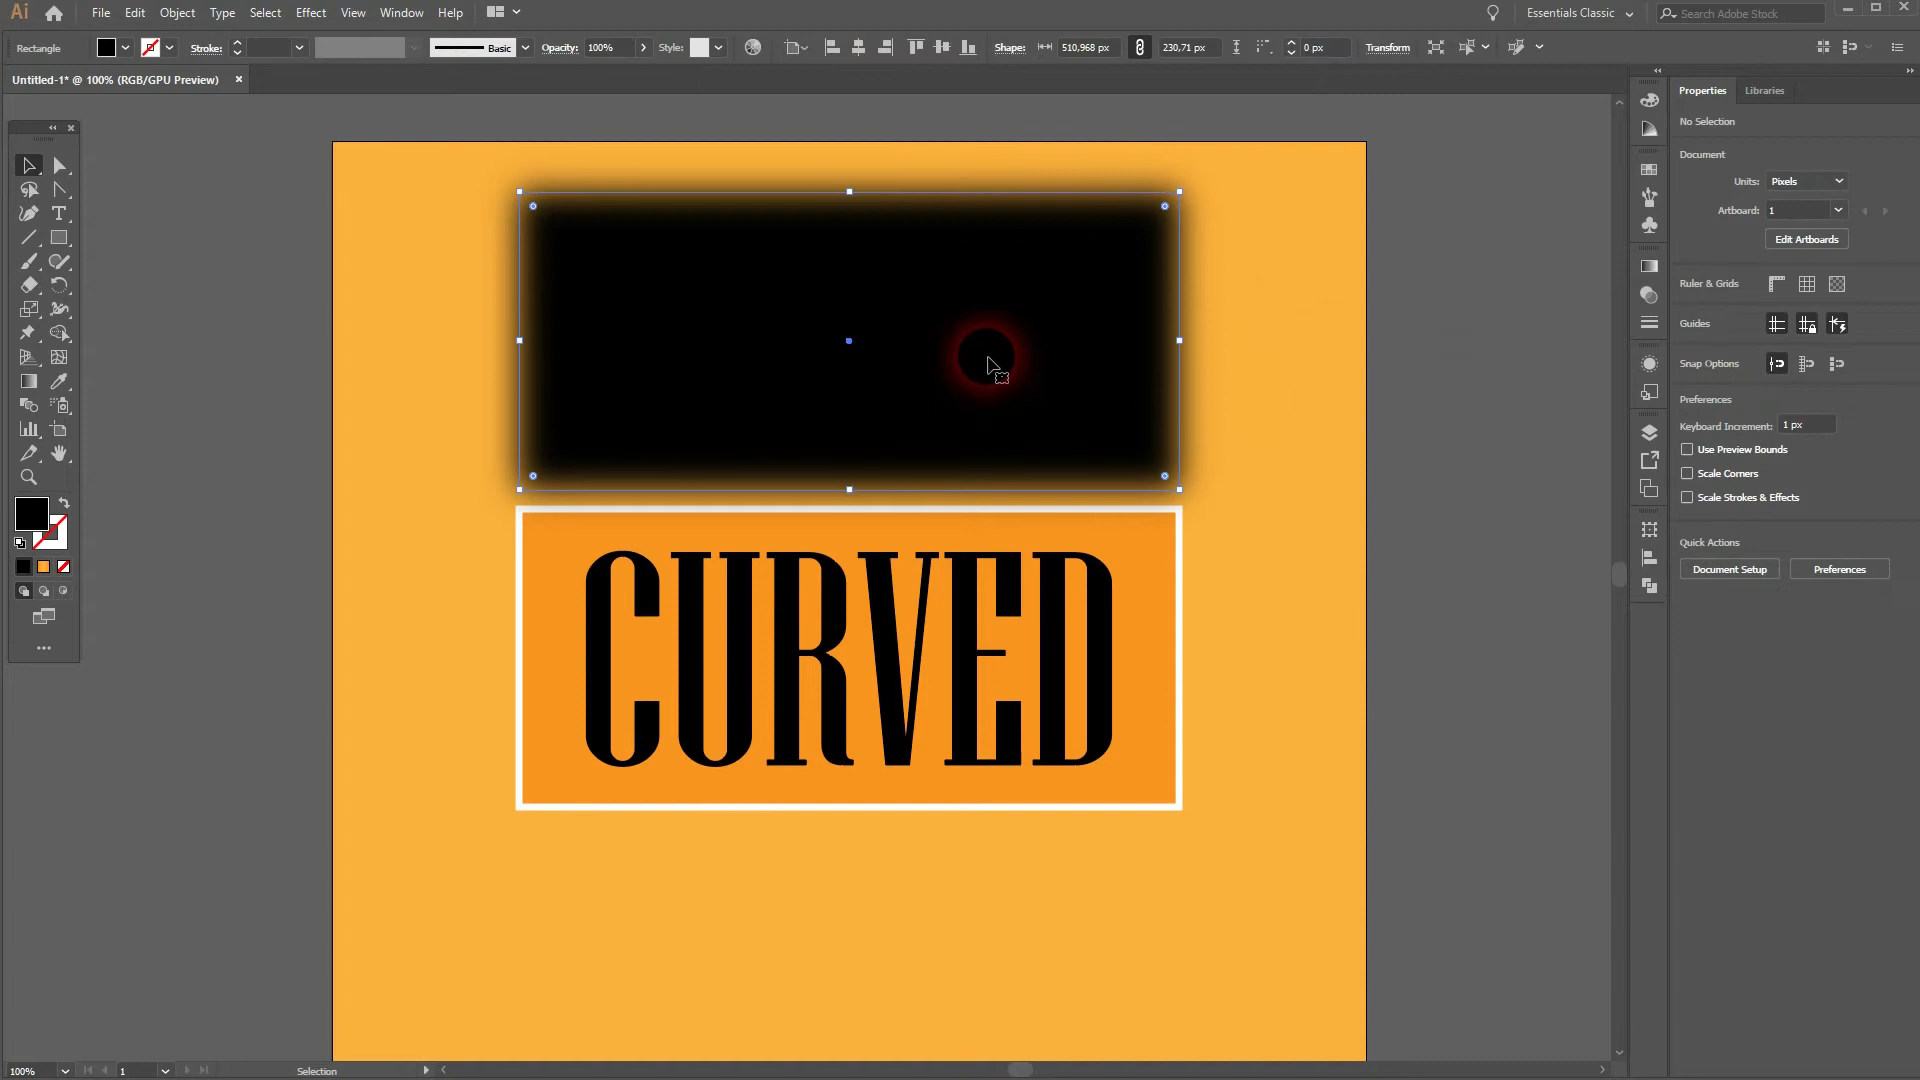 Ai File Edit Object Type Select Effect View Window Help Essentials Classic Search Adobe Stock
Rectangle Stroke: Basic Opacity: 100% Style: Shape: 510,968 px 230,71 px 0 px Transform
Untitled-1* @ 100% (RGB/GPU Preview)
Properties Libraries
No Selection
Document
Units: Pixels
Artboard: 1
Edit Artboards
Ruler & Grids
Guides
Snap Options
Preferences
Keyboard Increment: 1 px
Use Preview Bounds
Scale Corners
Scale Strokes & Effects
Quick Actions
Document Setup Preferences
CURVED
100% 1 Selection